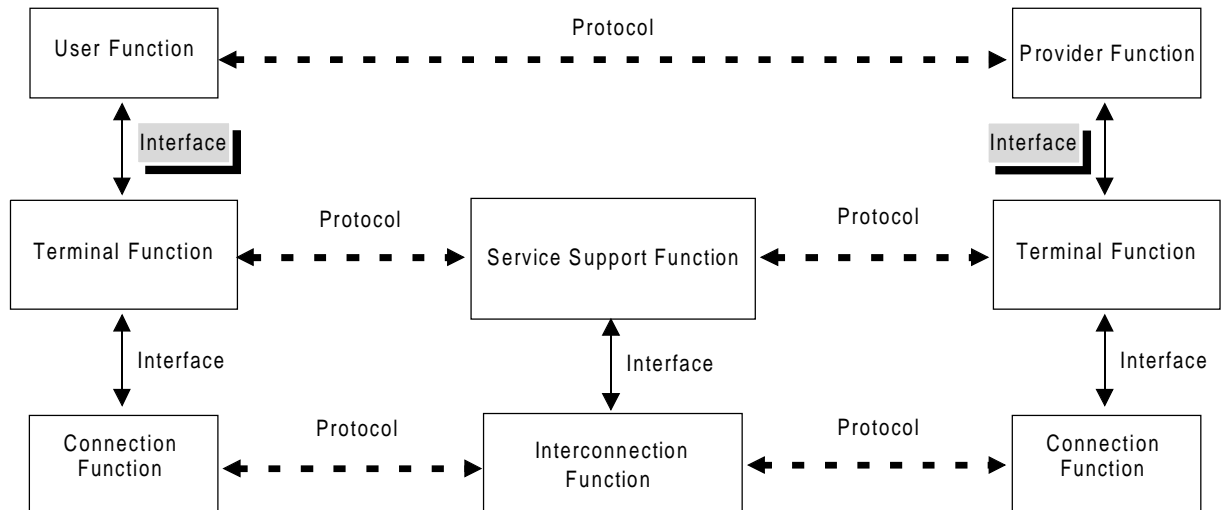 Protocol
User Function
Provider Function
Interface
Interface
Protocol
Protocol
Terminal Function
Service Support Function
Terminal Function
Interface
Interface
Interface
Protocol
Protocol
Connection
Function
Interconnection
Function
Connection
Function